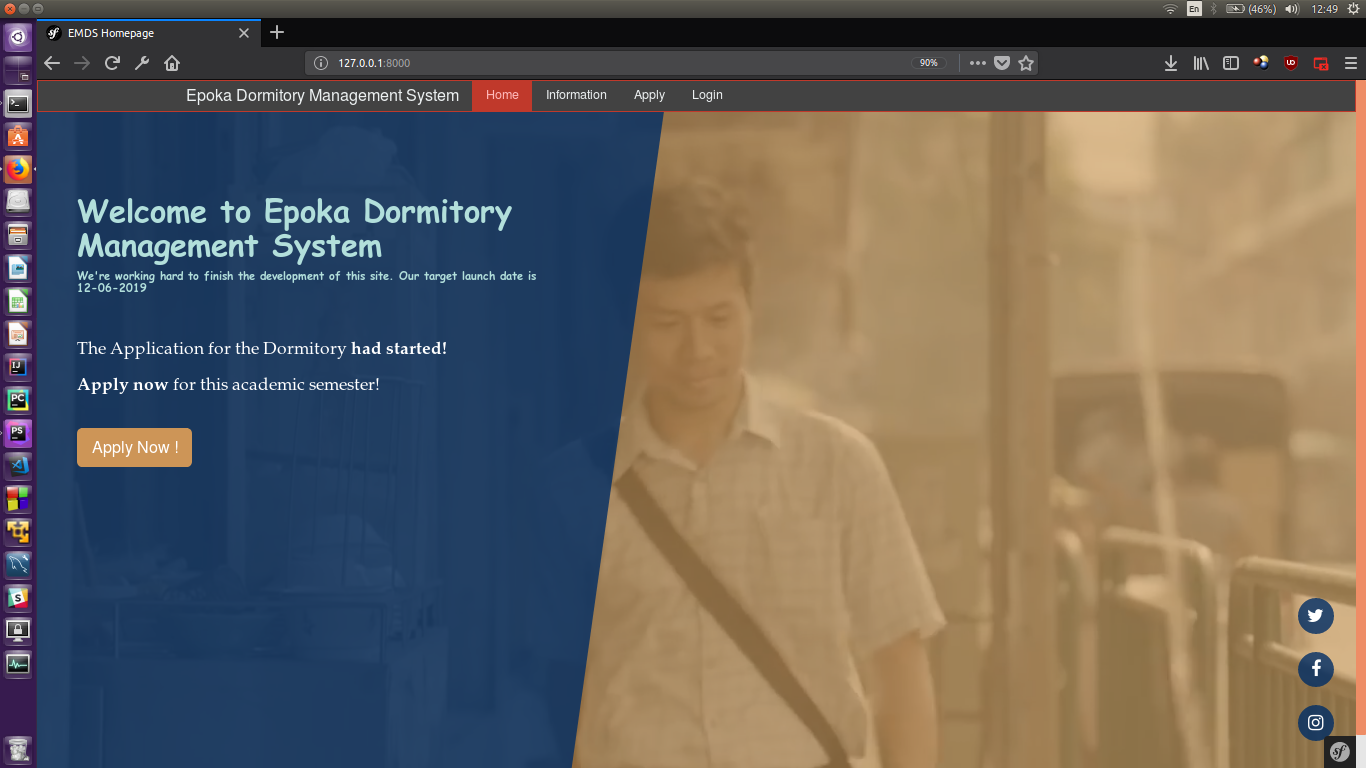 En
(46%)
12:49
EMDS Homepage
127.0.0.1:8000
90%
Epoka Dormitory Management System
Home
Information
Apply
Login
Welcome to Epoka Dormitory
Management System
We're working hard to finish the development of this site. Our target launch date is
12-06-2019
The Application for the Dormitory had started!
Apply now for this academic semester!
Apply Now !
IJ
PC
PS
S